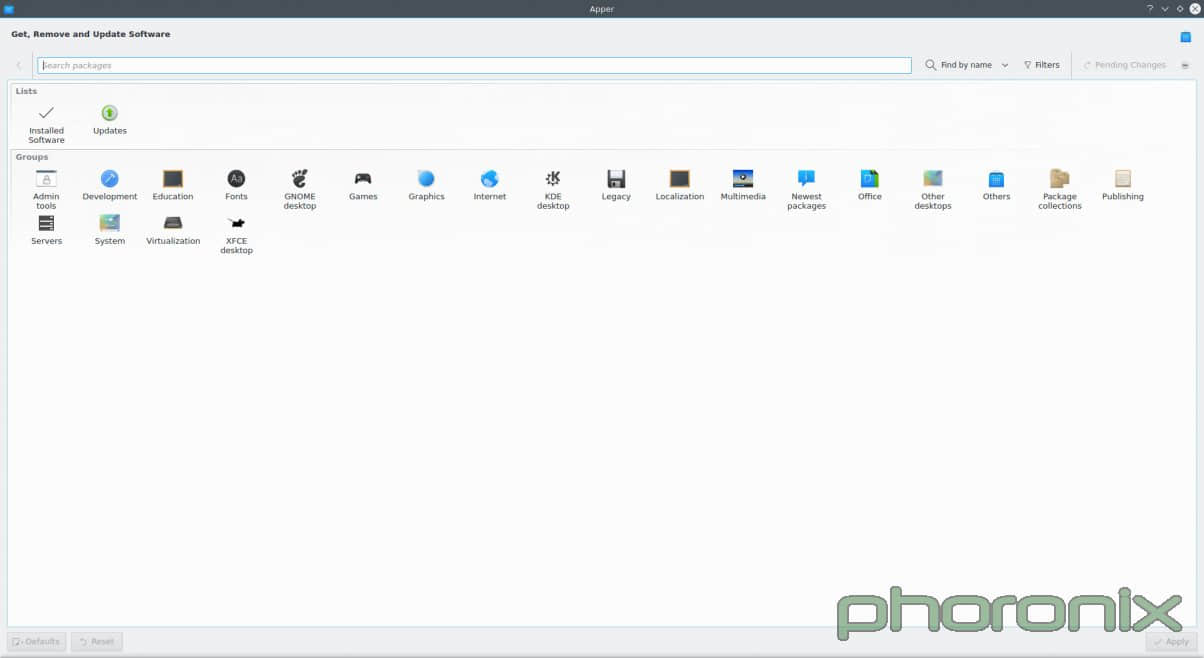 Apper
Get, Remove and Update Software
Search packages
Find by name
Filters
Pending Changes
Lists
Installed
Software
Updates
Groups
Admin
tools
Development
Education
Fonts
GNOME
desktop
Games
Graphics
Internet
KDE
desktop
Legacy
Localization
Multimedia
Newest
packages
Office
Other
desktops
Others
Package
collections
Publishing
Servers
System
Virtualization
XFCE
desktop
phoronix
Defaults
Reset
Apply